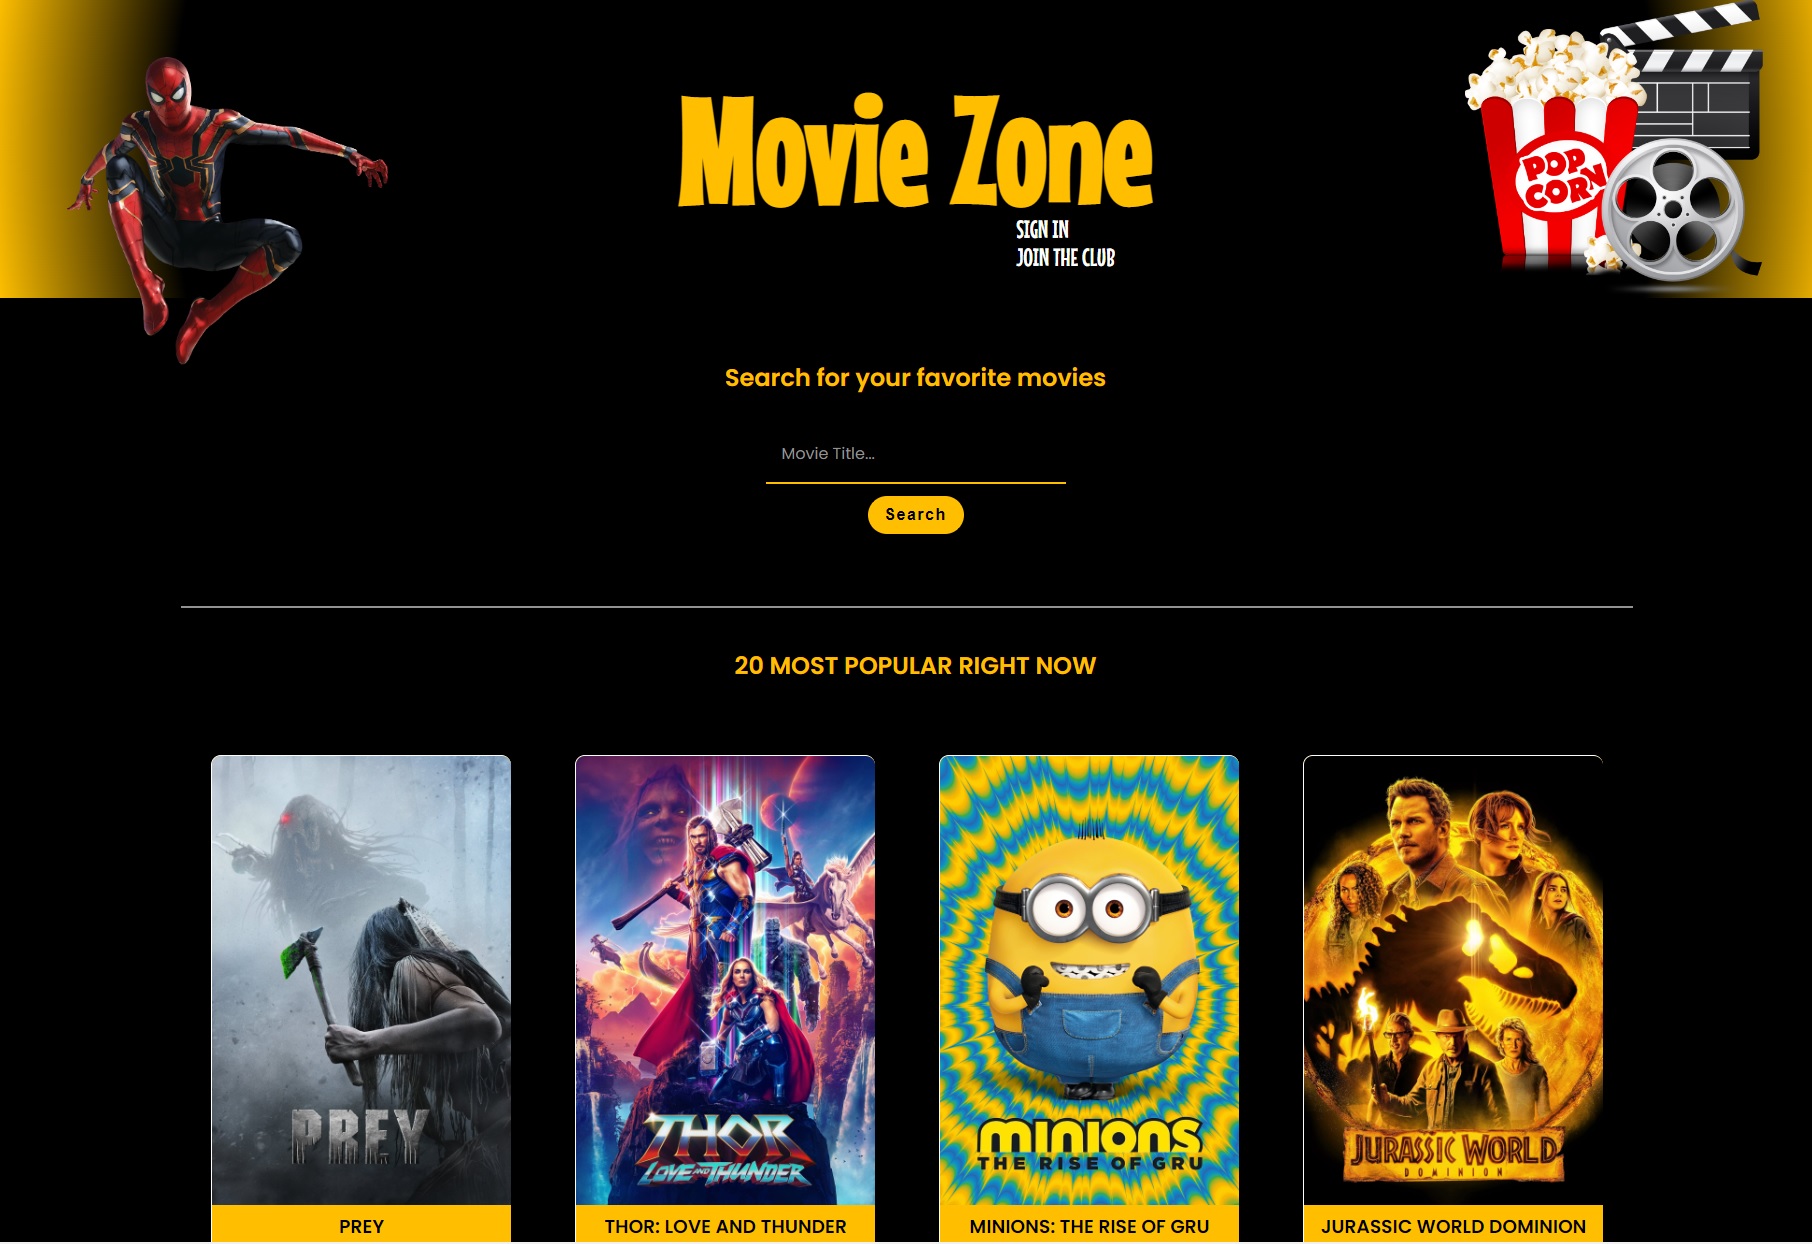 Movie Zone
SIGN IN
JOIN THE CLUB
POP
CORN
Search for your favorite movies
Movie Title...
Search
20 MOST POPULAR RIGHT NOW
PREY
THOR
LOVE AND THUNDER
minions
THE RISE OF GRU
JURASSIC WORLD
DOMINION
PREY
THOR: LOVE AND THUNDER
MINIONS: THE RISE OF GRU
JURASSIC WORLD DOMINION